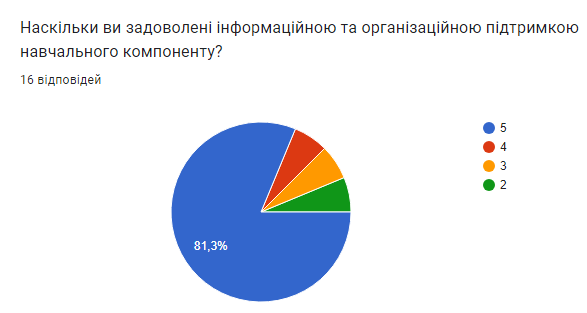 Наскільки ви задоволені інформаційною та організаційною підтримкою
навчального компоненту?
16 відповідей
5
4
3
2
81,3%